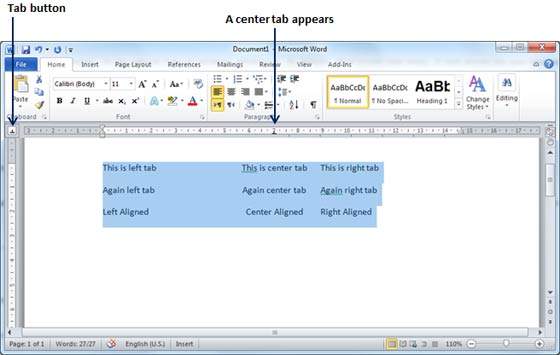 Tab button
A center tab appears
Document1 - Microsoft Word
File Home Insert Page Layout References Mailings Review View Add-Ins
Calibri (Body) 11
AaBbCcDc AaBbCcDc AaBbC
Paste
¶ Normal ¶ No Spaci... Heading 1
Change Styles
Editing
Clipboard Font Paragraph Styles
This is left tab This is center tab This is right tab
Again left tab Again center tab Again right tab
Left Aligned Center Aligned Right Aligned
Page: 1 of 1 Words: 27/27 English (U.S.) Insert 110%